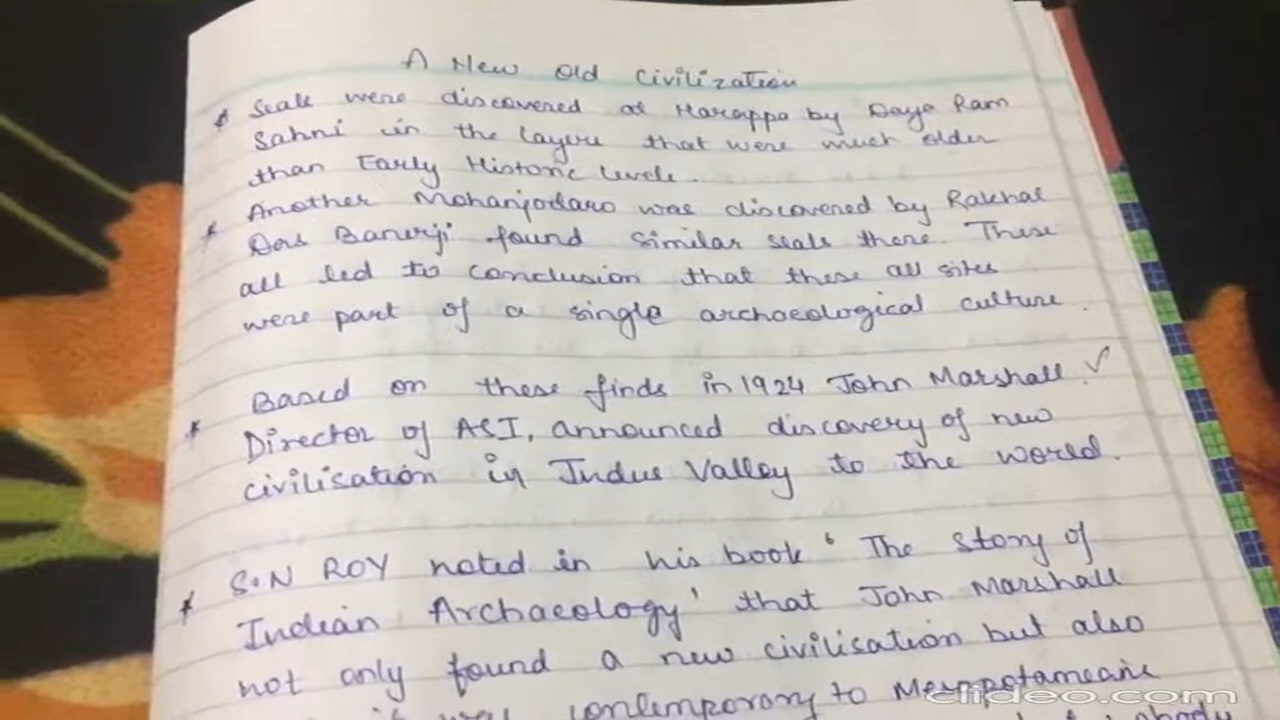 A New Old Civilization
* Seals were discovered at Harappa by Daya Ram
Sahni in the layers that were much older
than Early Historic levels.
* Another Mohanjodaro was discovered by Rakhal
Das Banerji found similar seals there. These
all led to conclusion that these all sites
were part of a single archaeological culture.
* Based on these finds in 1924 John Marshall
Director of ASI, announced discovery of new
civilisation in Indus Valley to the world.
* S.N ROY noted in his book ' The Story of
Indian Archaeology' that John Marshall
not only found a new civilisation but also
it was contemporary to Mesopotameans
clideo.com